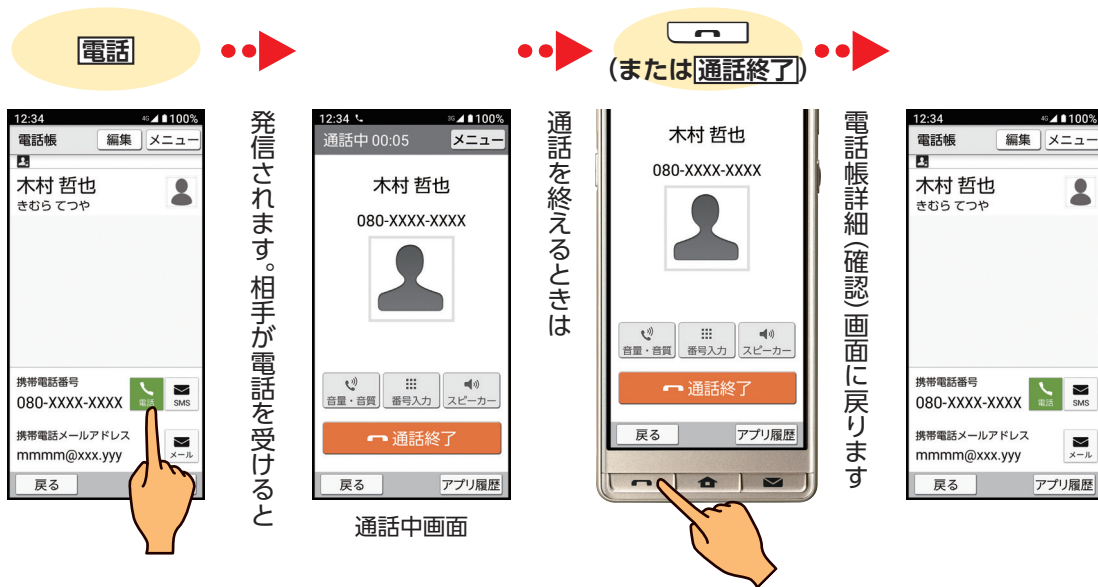 電話
12:34 4G 100%
電話帳 編集 メニュー
木村 哲也
きむら てつや
携帯電話番号
080-XXXX-XXXX 電話 SMS
携帯電話メールアドレス
mmmm@xxx.yyy メール
戻る
発信されます。相手が電話を受けると
12:34 3G 100%
通話中 00:05 メニュー
木村 哲也
080-XXXX-XXXX
音量・音質 番号入力 スピーカー
通話終了
戻る アプリ履歴
通話中画面
通話を終えるときは
(または通話終了)
木村 哲也
080-XXXX-XXXX
音量・音質 番号入力 スピーカー
通話終了
戻る アプリ履歴
電話帳詳細(確認)画面に戻ります
12:34 4G 100%
電話帳 編集 メニュー
木村 哲也
きむら てつや
携帯電話番号
080-XXXX-XXXX 電話 SMS
携帯電話メールアドレス
mmmm@xxx.yyy メール
戻る アプリ履歴